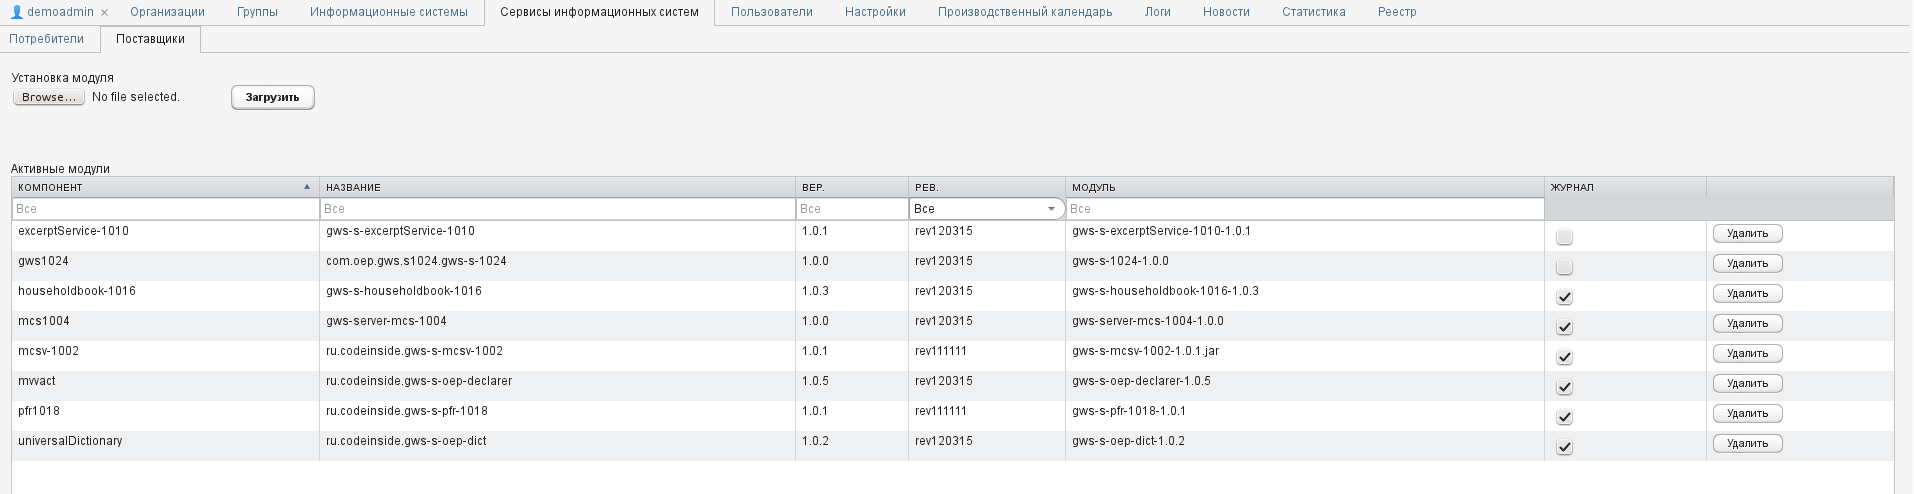 demoadmin × Организации Группы Информационные системы Сервисы информационных систем Пользователи Настройки Производственный календарь Логи Новости Статистика Реестр
Потребители Поставщики
Установка модуля
Browse... No file selected. Загрузить
Активные модули
КОМПОНЕНТ НАЗВАНИЕ ВЕР. РЕВ. МОДУЛЬ ЖУРНАЛ
Все Все Все Все Все
excerptService-1010 gws-s-excerptService-1010 1.0.1 rev120315 gws-s-excerptService-1010-1.0.1 Удалить
gws1024 com.oep.gws.s1024.gws-s-1024 1.0.0 rev120315 gws-s-1024-1.0.0 Удалить
householdbook-1016 gws-s-householdbook-1016 1.0.3 rev120315 gws-s-householdbook-1016-1.0.3 Удалить
mcs1004 gws-server-mcs-1004 1.0.0 rev120315 gws-server-mcs-1004-1.0.0 Удалить
mcsv-1002 ru.codeinside.gws-s-mcsv-1002 1.0.1 rev111111 gws-s-mcsv-1002-1.0.1.jar Удалить
mvvact ru.codeinside.gws-s-oep-declarer 1.0.5 rev120315 gws-s-oep-declarer-1.0.5 Удалить
pfr1018 ru.codeinside.gws-s-pfr-1018 1.0.1 rev111111 gws-s-pfr-1018-1.0.1 Удалить
universalDictionary ru.codeinside.gws-s-oep-dict 1.0.2 rev120315 gws-s-oep-dict-1.0.2 Удалить